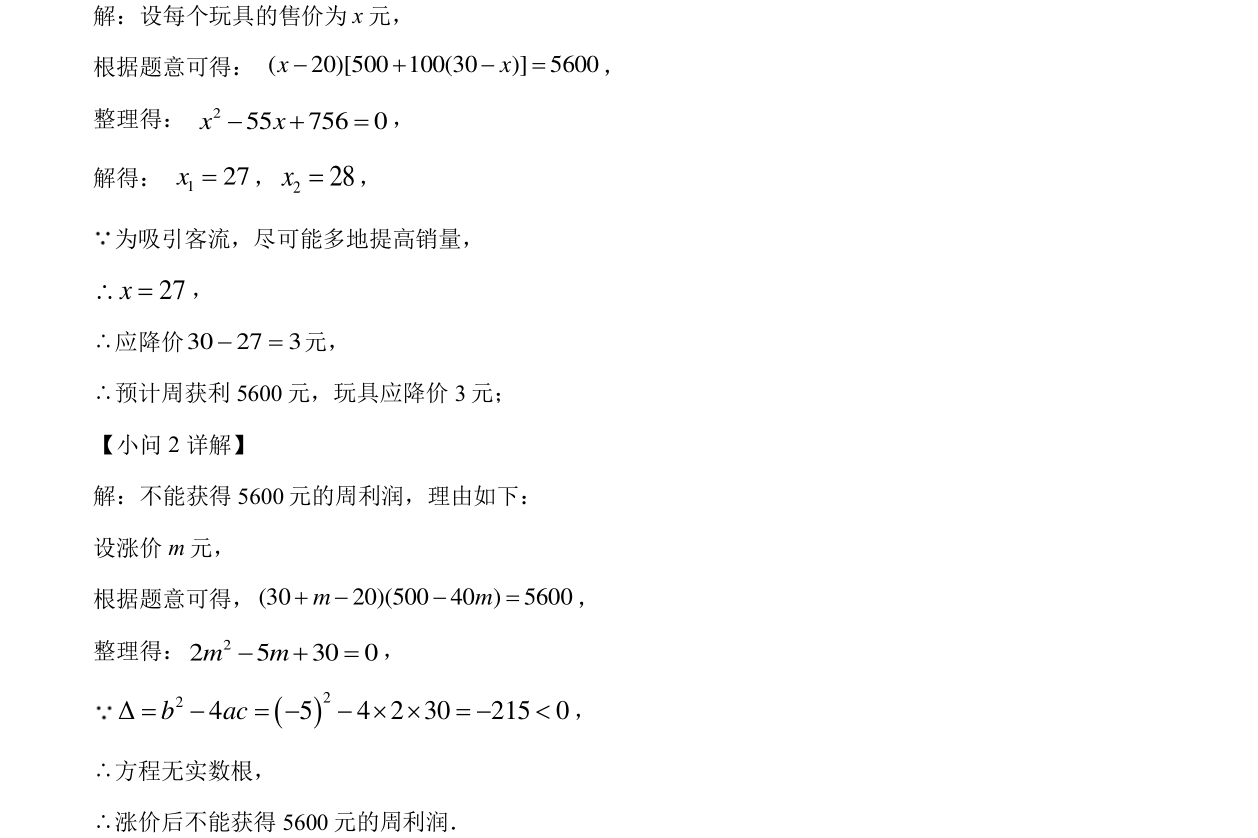 解：设每个玩具的售价为 x 元，
根据题意可得： (x−20)[500+100(30−x)]=5600，
整理得： x²−55x+756=0，
解得： x₁=27，x₂=28，
∵为吸引客流，尽可能多地提高销量，
∴x=27，
∴应降价30−27=3元，
∴预计周获利 5600 元，玩具应降价 3 元；
【小问 2 详解】
解：不能获得 5600 元的周利润，理由如下：
设涨价 m 元，
根据题意可得，(30+m−20)(500−40m)=5600，
整理得：2m²−5m+30=0，
∵Δ=b²−4ac=(−5)²−4×2×30=−215<0，
∴方程无实数根，
∴涨价后不能获得 5600 元的周利润．